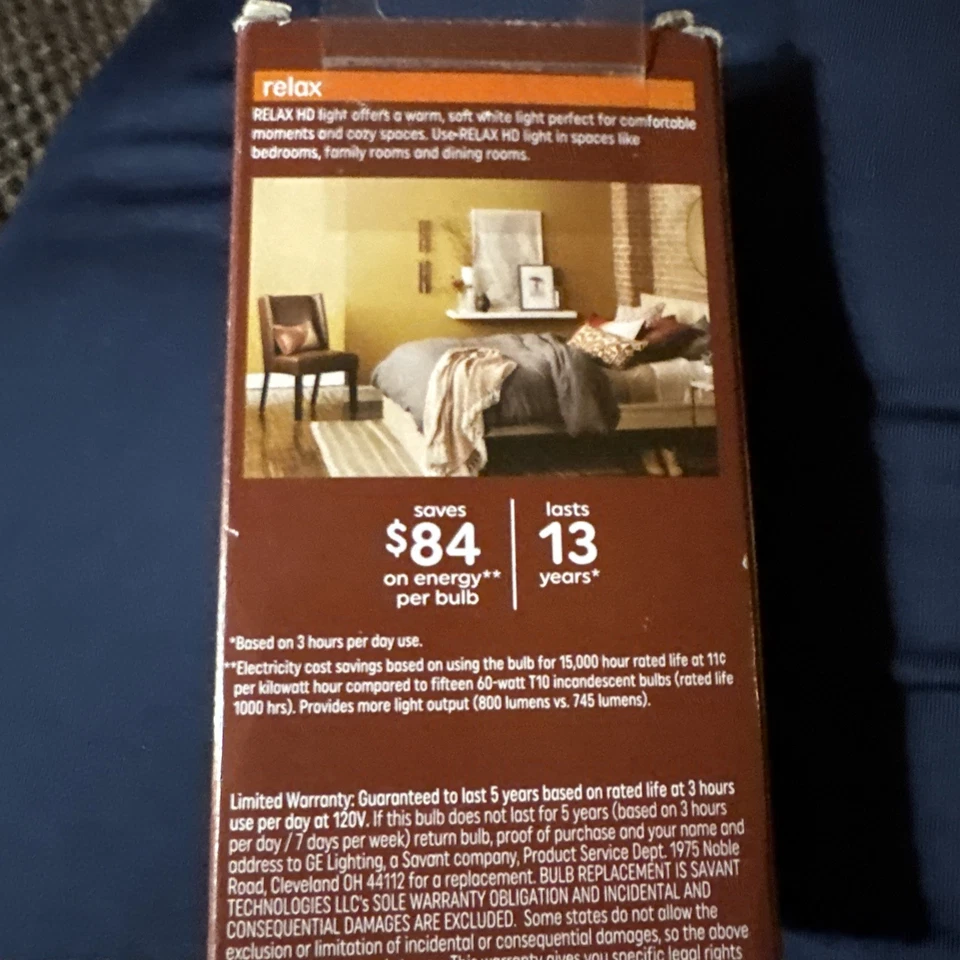 relax
RELAX HD light offers a warm, soft white light perfect for comfortable
moments and cozy spaces. Use RELAX HD light in spaces like
bedrooms, family rooms and dining rooms.
saves
$84
on energy**
per bulb
lasts
13
years*
*Based on 3 hours per day use.
**Electricity cost savings based on using the bulb for 15,000 hour rated life at 11¢
per kilowatt hour compared to fifteen 60-watt T10 incandescent bulbs (rated life
1000 hrs). Provides more light output (800 lumens vs. 745 lumens).
Limited Warranty: Guaranteed to last 5 years based on rated life at 3 hours
use per day at 120V. If this bulb does not last for 5 years (based on 3 hours
per day / 7 days per week) return bulb, proof of purchase and your name and
address to GE Lighting, a Savant company, Product Service Dept. 1975 Noble
Road, Cleveland OH 44112 for a replacement. BULB REPLACEMENT IS SAVANT
TECHNOLOGIES LLC's SOLE WARRANTY OBLIGATION AND INCIDENTAL AND
CONSEQUENTIAL DAMAGES ARE EXCLUDED. Some states do not allow the
exclusion or limitation of incidental or consequential damages, so the above
This warranty gives you specific legal rights